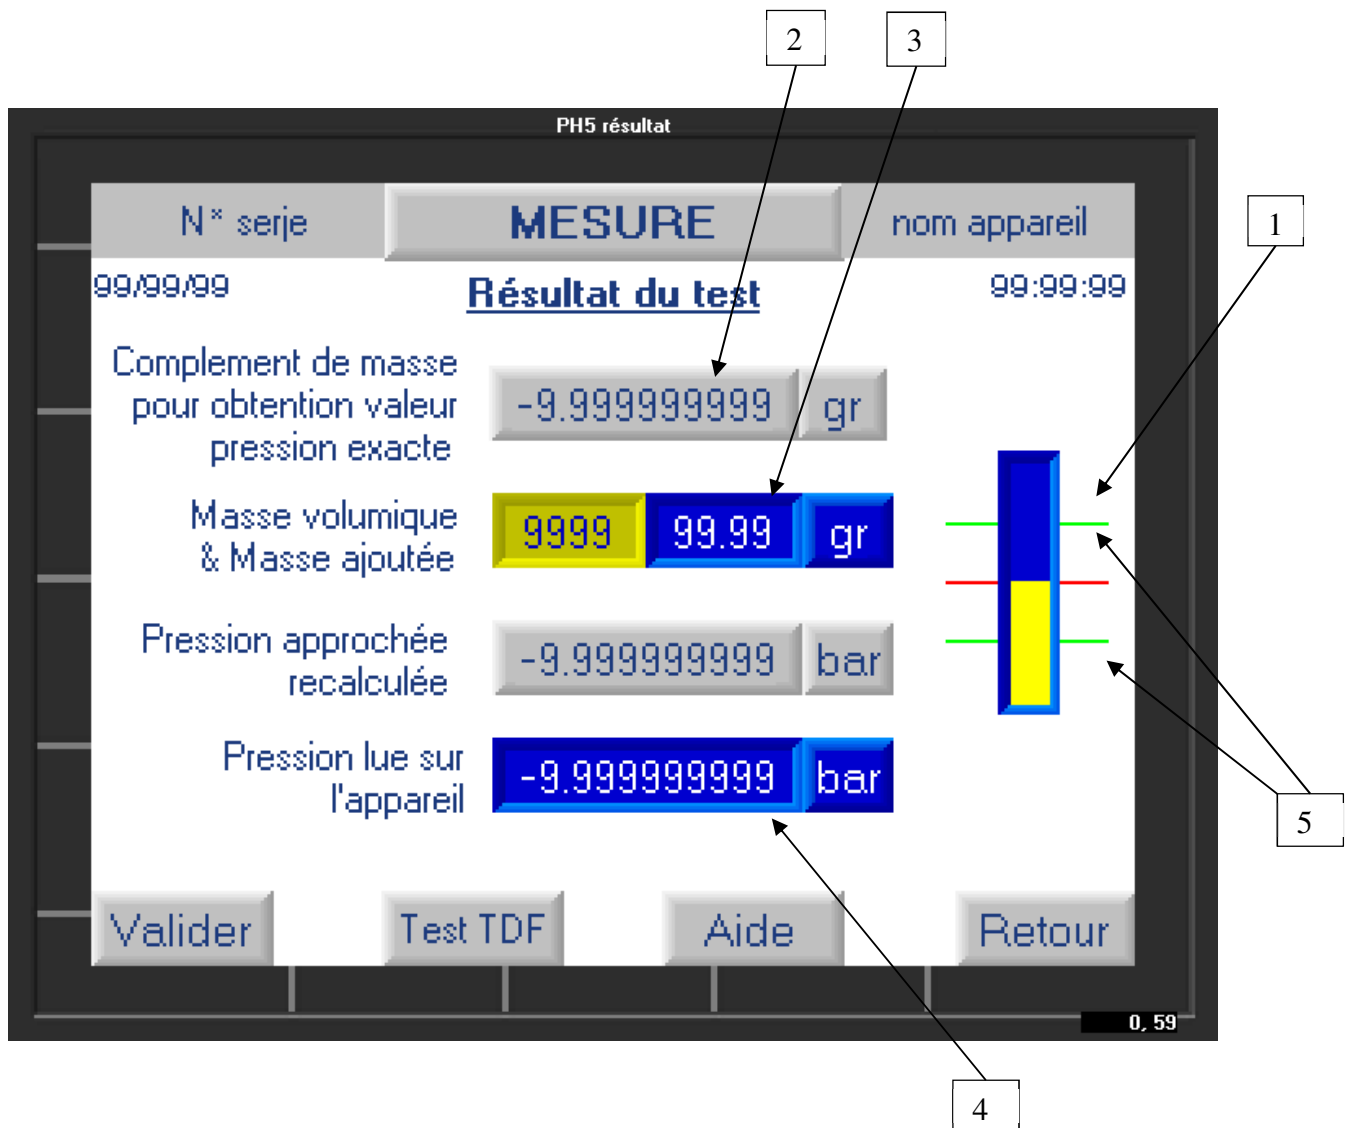 2 3
PH5 résultat
N° serje MESURE nom appareil
1
99/99/99 Résultat du test 99:99:99
Complement de masse
pour obtention valeur
pression exacte
-9.999999999 gr
Masse volumique
& Masse ajoutée
9999 99.99 gr
Pression approchée
recalculée
-9.999999999 bar
Pression lue sur
l'appareil
-9.999999999 bar
5
Valider Test TDF Aide Retour
0, 59
4